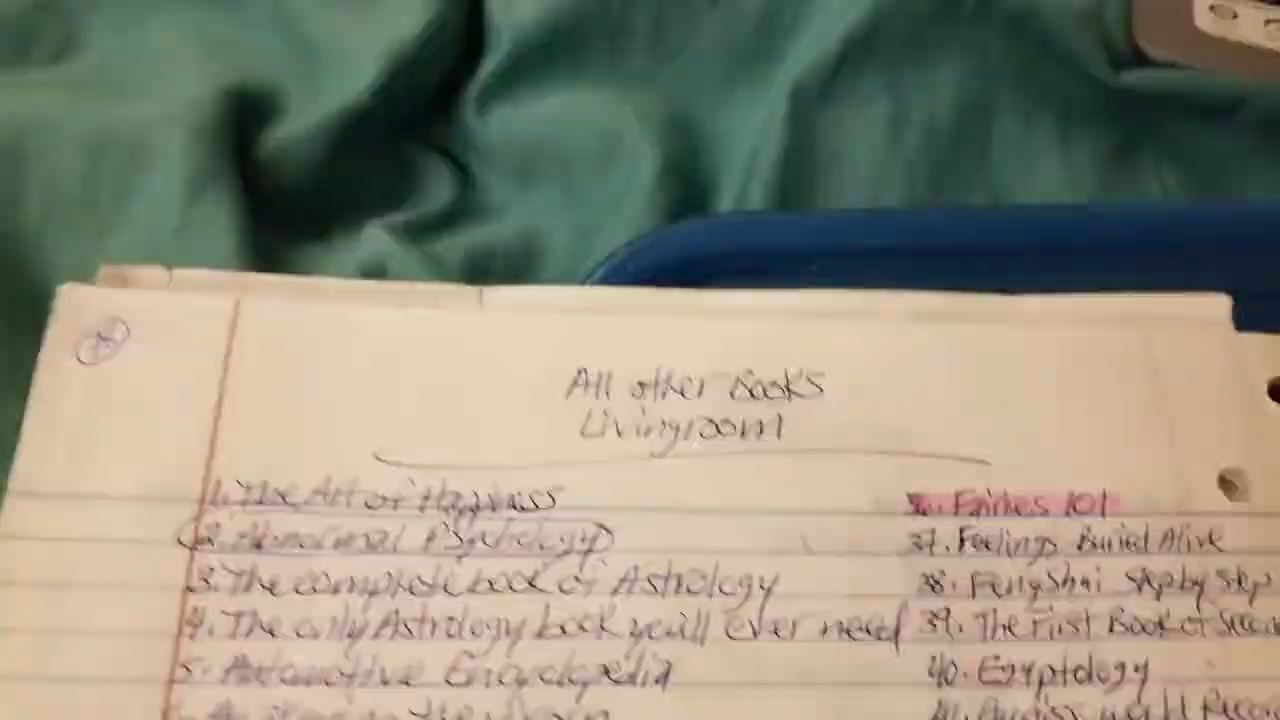 All other Books
Livingroom
1. The Art of Happiness
2. Abnormal Psychology
3. The complete book of Astrology
4. The only Astrology book you'll ever need
5. Automotive Encyclopedia
36. Fairies 101
37. Feelings Buried Alive
38. Feng Shui Step by Step
39. The First Book of
40. Egyptology